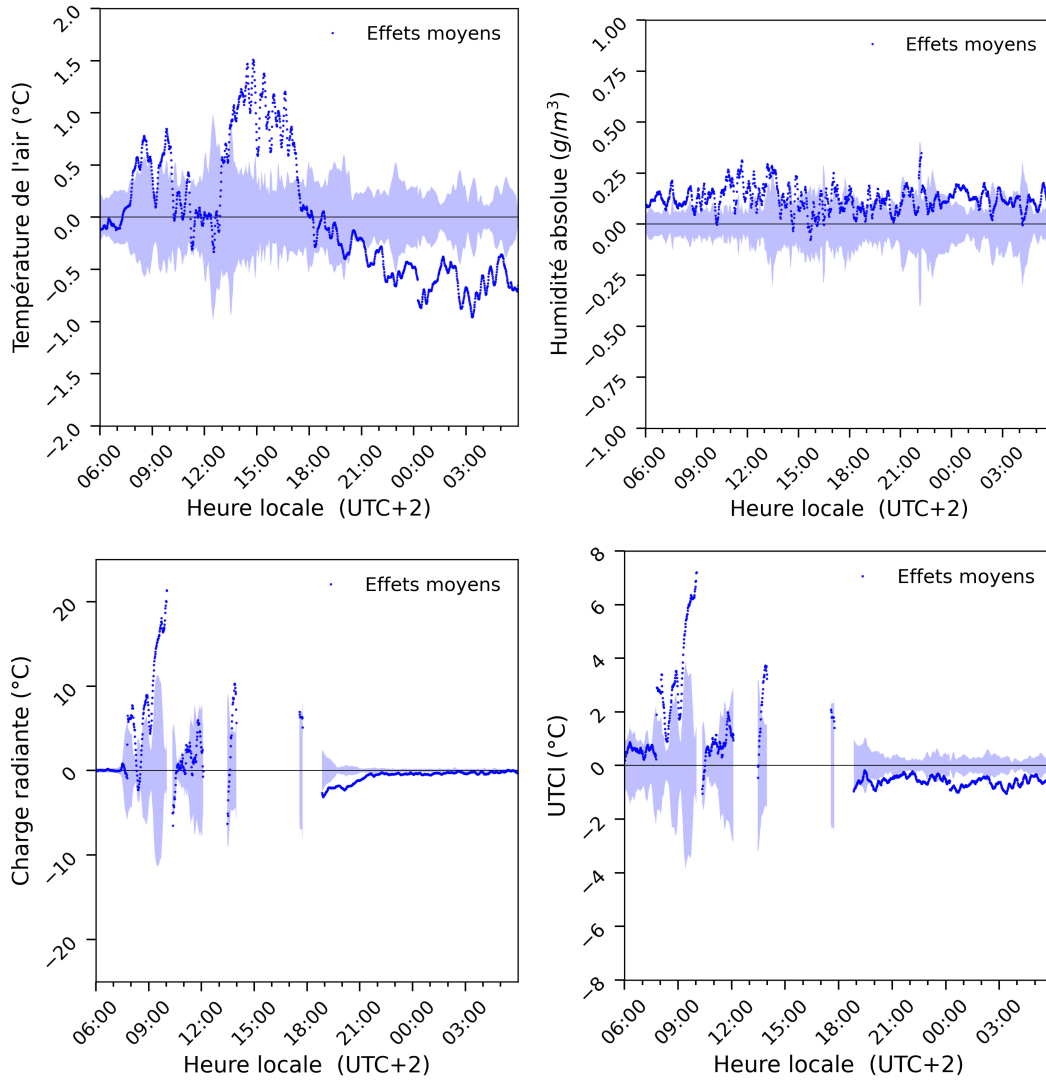 Effets moyens
Température de l'air (°C)
2.0
1.5
1.0
0.5
0.0
−0.5
−1.0
−1.5
−2.0
06:00 09:00 12:00 15:00 18:00 21:00 00:00 03:00
Heure locale (UTC+2)
Effets moyens
Humidité absolue (g/m³)
1.00
0.75
0.50
0.25
0.00
−0.25
−0.50
−0.75
−1.00
06:00 09:00 12:00 15:00 18:00 21:00 00:00 03:00
Heure locale (UTC+2)
Effets moyens
Charge radiante (°C)
20
10
0
−10
−20
06:00 09:00 12:00 15:00 18:00 21:00 00:00 03:00
Heure locale (UTC+2)
Effets moyens
UTCI (°C)
8
6
4
2
0
−2
−4
−6
−8
06:00 09:00 12:00 15:00 18:00 21:00 00:00 03:00
Heure locale (UTC+2)